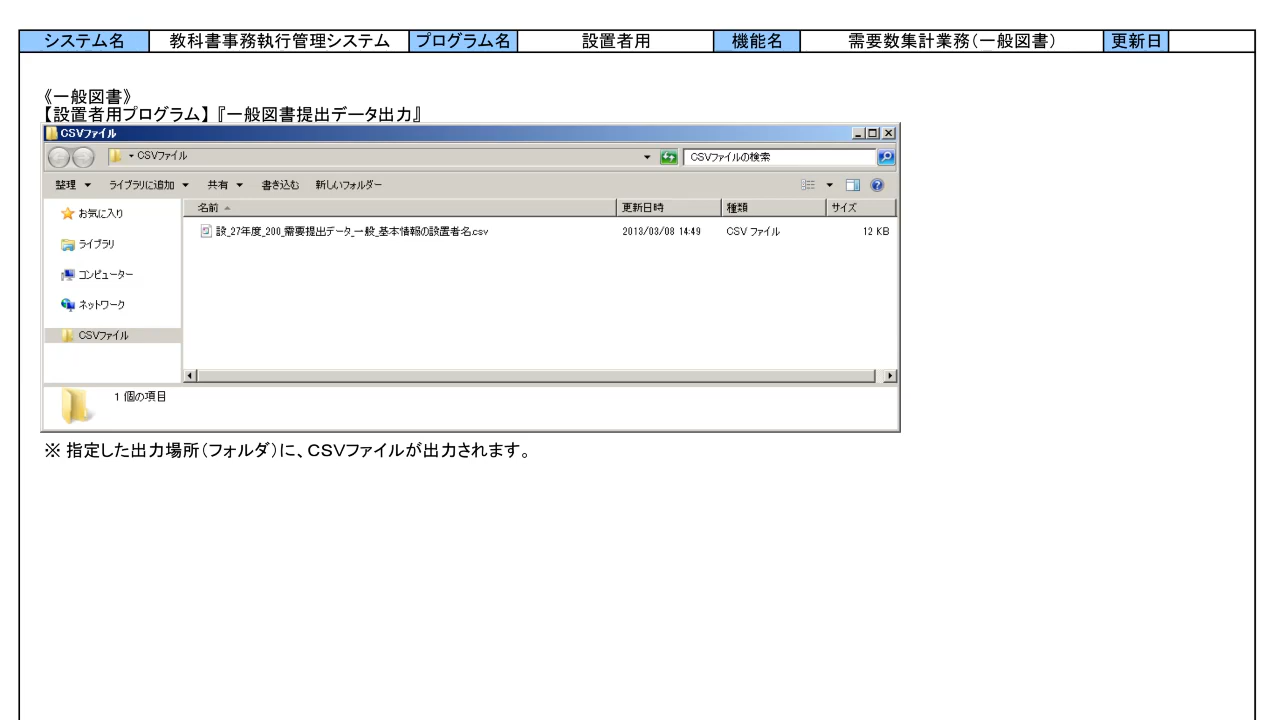 システム名 教科書事務執行管理システム プログラム名 設置者用 機能名 需要数集計業務(一般図書) 更新日
《一般図書》
【設置者用プログラム】『一般図書提出データ出力』
CSVファイル
CSVファイル CSVファイルの検索
整理 ライブラリに追加 共有 書き込む 新しいフォルダー
お気に入り
ライブラリ
コンピューター
ネットワーク
CSVファイル
名前 更新日時 種類 サイズ
設_27年度_200_需要提出データ_一般_基本情報の設置者名.csv 2013/03/08 14:49 CSV ファイル 12 KB
1 個の項目
※ 指定した出力場所(フォルダ)に、CSVファイルが出力されます。